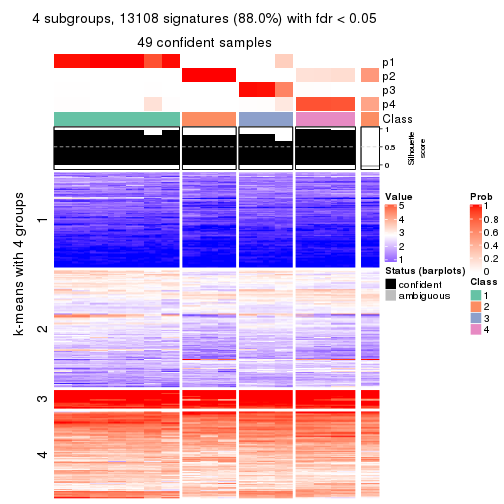 4 subgroups, 13108 signatures (88.0%) with fdr < 0.05
49 confident samples
p1
p2
p3
p4
Class
1
0.5
0
Silhouette
score
k-means with 4 groups
1
2
3
4
Value
5
4
3
2
1
Status (barplots)
confident
ambiguous
Prob
1
0.8
0.6
0.4
0.2
0
Class
1
2
3
4